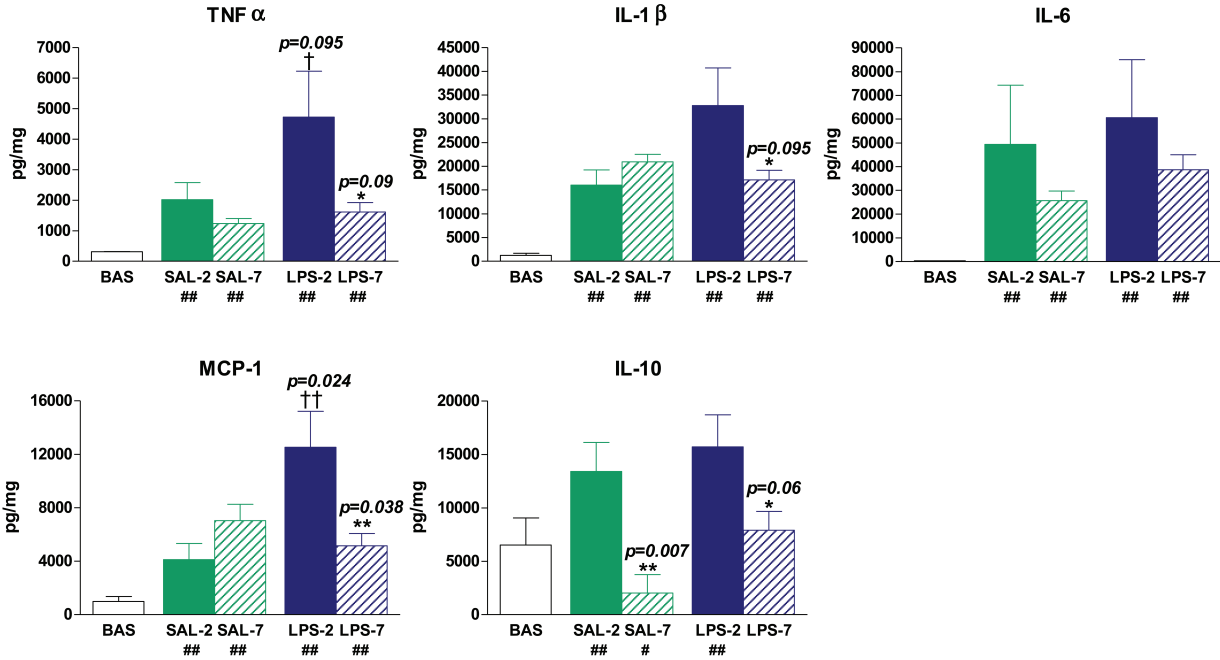 TNF α
p=0.095
†
7000
6000
5000
4000
3000
2000
1000
0
pg/mg
p=0.09
*
BAS SAL-2 SAL-7 LPS-2 LPS-7
## ## ## ##
IL-1 β
45000
40000
35000
30000
25000
20000
15000
10000
5000
0
pg/mg
p=0.095
*
BAS SAL-2 SAL-7 LPS-2 LPS-7
## ## ## ##
IL-6
90000
80000
70000
60000
50000
40000
30000
20000
10000
0
pg/mg
BAS SAL-2 SAL-7 LPS-2 LPS-7
## ## ## ##
MCP-1
p=0.024
††
16000
12000
8000
4000
0
pg/mg
p=0.038
**
BAS SAL-2 SAL-7 LPS-2 LPS-7
## ## ## ##
IL-10
20000
15000
10000
5000
0
pg/mg
p=0.06
*
p=0.007
**
BAS SAL-2 SAL-7 LPS-2 LPS-7
## # ##